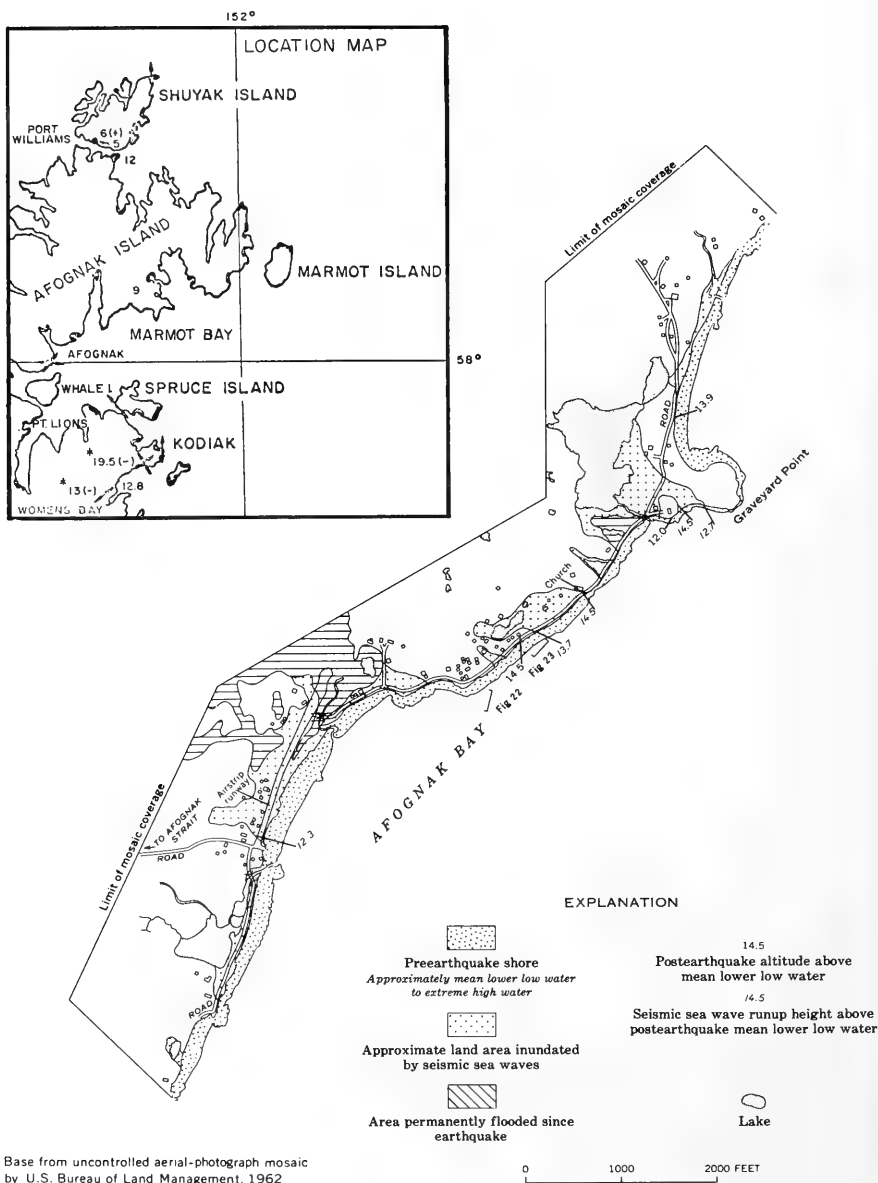 152°
LOCATION MAP
SHUYAK ISLAND
PORT
WILLIAMS
6(+)
5
12
AFOGNAK ISLAND
MARMOT ISLAND
9
MARMOT BAY
AFOGNAK
58°
WHALE I.
SPRUCE ISLAND
PT. LIONS
KODIAK
* 19.5(-)
* 13(-)
12.8
WOMENS BAY
Limit of mosaic coverage
ROAD
13.9
Graveyard Point
12.0
14.5
12.7
Church
14.5
13.7
Fig 23
14.5
Fig 22
AFOGNAK BAY
Airstrip
runway
Limit of mosaic coverage
TO AFOGNAK
STRAIT
ROAD
12.3
ROAD
EXPLANATION
Preearthquake shore
Approximately mean lower low water
to extreme high water
Approximate land area inundated
by seismic sea waves
Area permanently flooded since
earthquake
14.5
Postearthquake altitude above
mean lower low water
14.5
Seismic sea wave runup height above
postearthquake mean lower low water
Lake
Base from uncontrolled aerial-photograph mosaic
by U.S. Bureau of Land Management, 1962
0 1000 2000 FEET